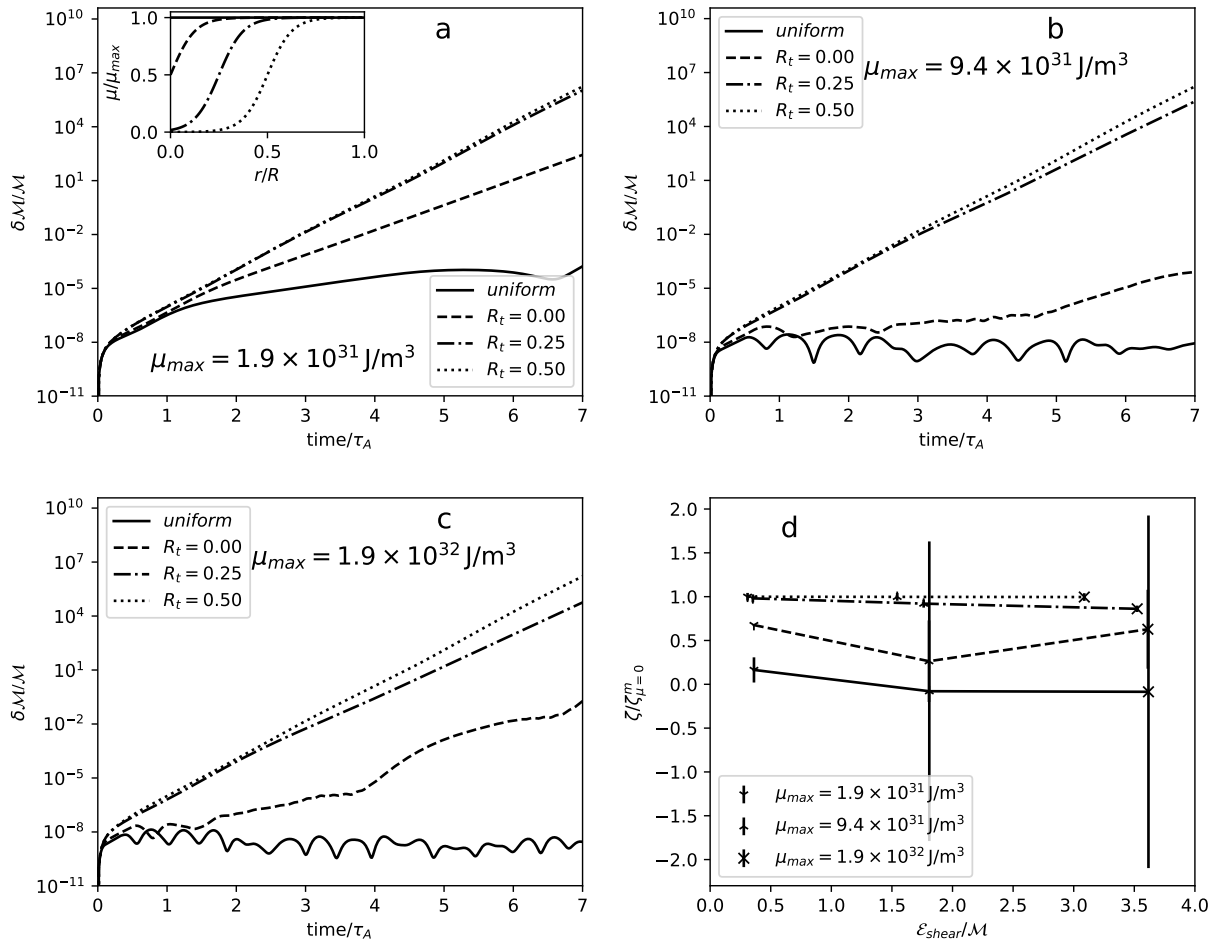 a
μ_max = 1.9 × 10^31 J/m^3
δℳ/ℳ
10^10
10^7
10^4
10^1
10^−2
10^−5
10^−8
10^−11
0 1 2 3 4 5 6 7
time/τ_A
μ/μ_max
1.0
0.5
0.0
0.0 0.5 1.0
r/R
uniform
R_t = 0.00
R_t = 0.25
R_t = 0.50
b
μ_max = 9.4 × 10^31 J/m^3
uniform
R_t = 0.00
R_t = 0.25
R_t = 0.50
δℳ/ℳ
10^10
10^7
10^4
10^1
10^−2
10^−5
10^−8
10^−11
0 1 2 3 4 5 6 7
time/τ_A
c
μ_max = 1.9 × 10^32 J/m^3
uniform
R_t = 0.00
R_t = 0.25
R_t = 0.50
δℳ/ℳ
10^10
10^7
10^4
10^1
10^−2
10^−5
10^−8
10^−11
0 1 2 3 4 5 6 7
time/τ_A
d
ζ/ζ^m_μ=0
2.0
1.5
1.0
0.5
0.0
−0.5
−1.0
−1.5
−2.0
μ_max = 1.9 × 10^31 J/m^3
μ_max = 9.4 × 10^31 J/m^3
μ_max = 1.9 × 10^32 J/m^3
0.0 0.5 1.0 1.5 2.0 2.5 3.0 3.5 4.0
ℰ_shear/ℳ